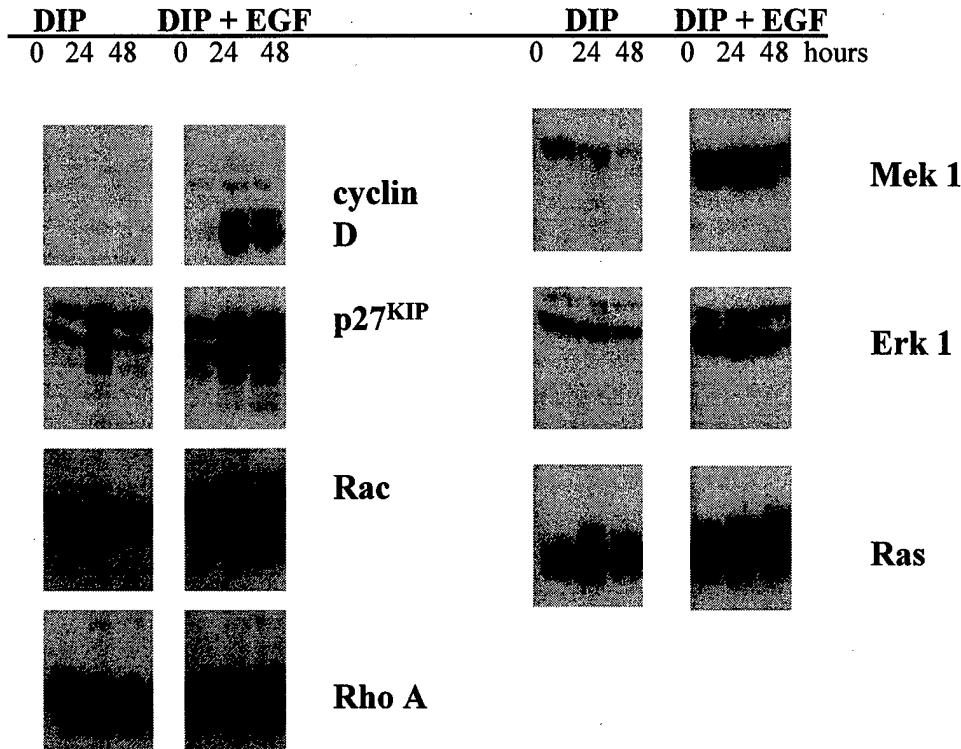 DIP DIP + EGF DIP DIP + EGF
0 24 48 0 24 48 0 24 48 0 24 48 hours
cyclin
D
Mek 1
p27KIP
Erk 1
Rac
Ras
Rho A